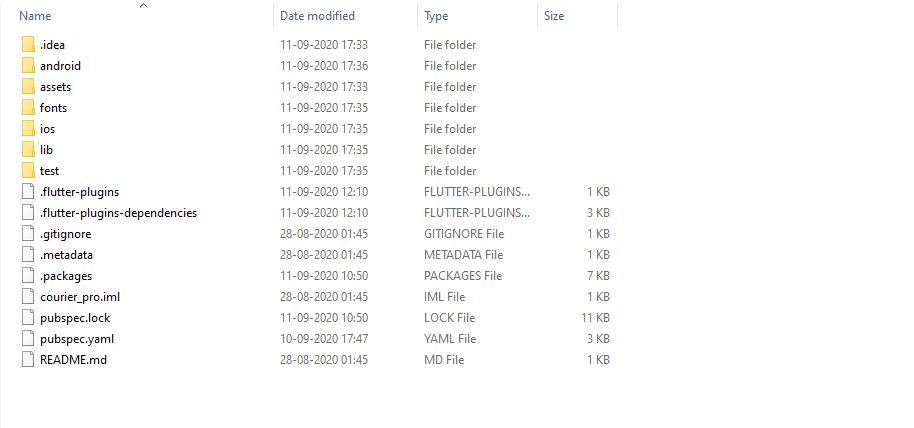 Name Date modified Type Size
.idea 11-09-2020 17:33 File folder
android 11-09-2020 17:36 File folder
assets 11-09-2020 17:33 File folder
fonts 11-09-2020 17:35 File folder
ios 11-09-2020 17:35 File folder
lib 11-09-2020 17:35 File folder
test 11-09-2020 17:35 File folder
.flutter-plugins 11-09-2020 12:10 FLUTTER-PLUGINS... 1 KB
.flutter-plugins-dependencies 11-09-2020 12:10 FLUTTER-PLUGINS... 3 KB
.gitignore 28-08-2020 01:45 GITIGNORE File 1 KB
.metadata 28-08-2020 01:45 METADATA File 1 KB
.packages 11-09-2020 10:50 PACKAGES File 7 KB
courier_pro.iml 28-08-2020 01:45 IML File 1 KB
pubspec.lock 11-09-2020 10:50 LOCK File 11 KB
pubspec.yaml 10-09-2020 17:47 YAML File 3 KB
README.md 28-08-2020 01:45 MD File 1 KB